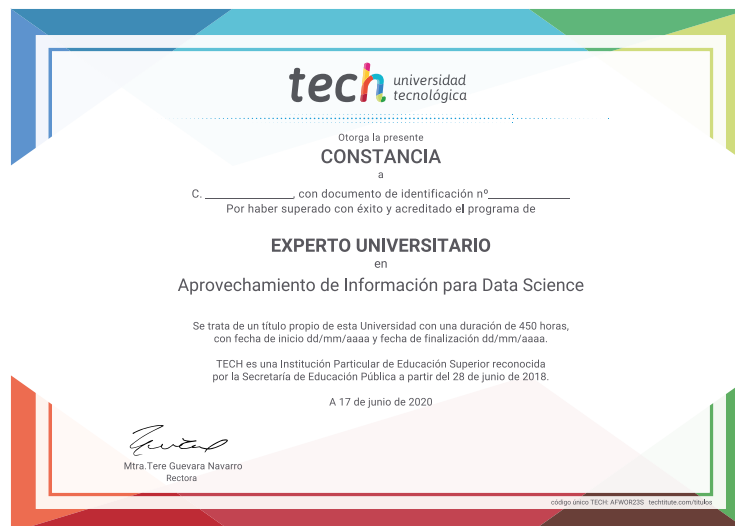 tech universidad
tecnológica
Otorga la presente
CONSTANCIA
a
C. ______________, con documento de identificación nº______________
Por haber superado con éxito y acreditado el programa de
EXPERTO UNIVERSITARIO
en
Aprovechamiento de Información para Data Science
Se trata de un título propio de esta Universidad con una duración de 450 horas,
con fecha de inicio dd/mm/aaaa y fecha de finalización dd/mm/aaaa.
TECH es una Institución Particular de Educación Superior reconocida
por la Secretaría de Educación Pública a partir del 28 de junio de 2018.
A 17 de junio de 2020
Mtra.Tere Guevara Navarro
Rectora
código único TECH: AFWOR23S techtitute.com/titulos